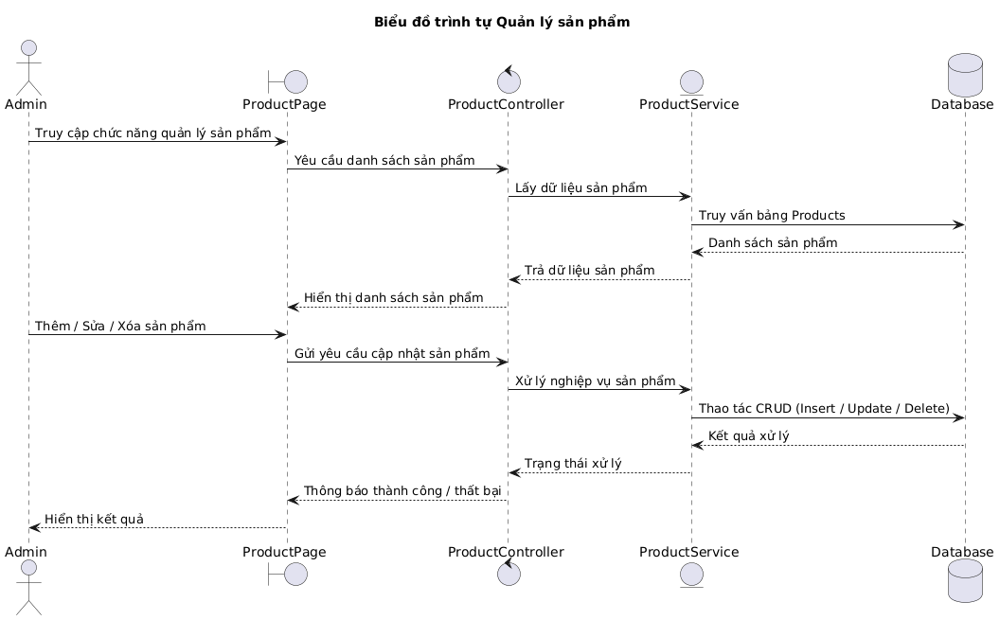 Biểu đồ trình tự Quản lý sản phẩm
Admin
ProductPage
ProductController
ProductService
Database
Truy cập chức năng quản lý sản phẩm
Yêu cầu danh sách sản phẩm
Lấy dữ liệu sản phẩm
Truy vấn bảng Products
Danh sách sản phẩm
Trả dữ liệu sản phẩm
Hiển thị danh sách sản phẩm
Thêm / Sửa / Xóa sản phẩm
Gửi yêu cầu cập nhật sản phẩm
Xử lý nghiệp vụ sản phẩm
Thao tác CRUD (Insert / Update / Delete)
Kết quả xử lý
Trạng thái xử lý
Thông báo thành công / thất bại
Hiển thị kết quả
Admin
ProductPage
ProductController
ProductService
Database